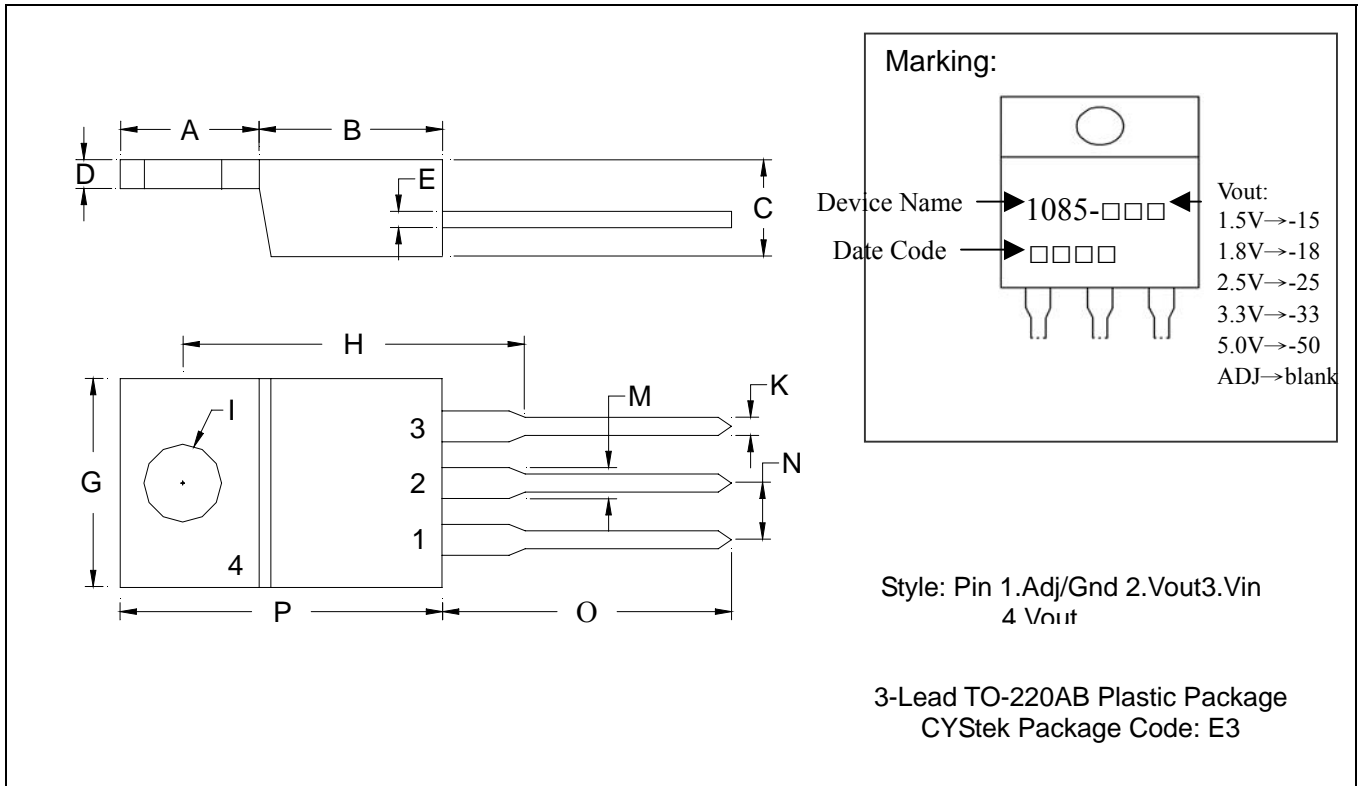 Marking:
Device Name
1085-□□□
Date Code
□□□□
Vout:
1.5V→-15
1.8V→-18
2.5V→-25
3.3V→-33
5.0V→-50
ADJ→blank
A
B
D
E
C
H
I
M
K
G
N
3
2
1
4
P
O
Style: Pin 1.Adj/Gnd 2.Vout3.Vin
4.Vout
3-Lead TO-220AB Plastic Package
CYStek Package Code: E3